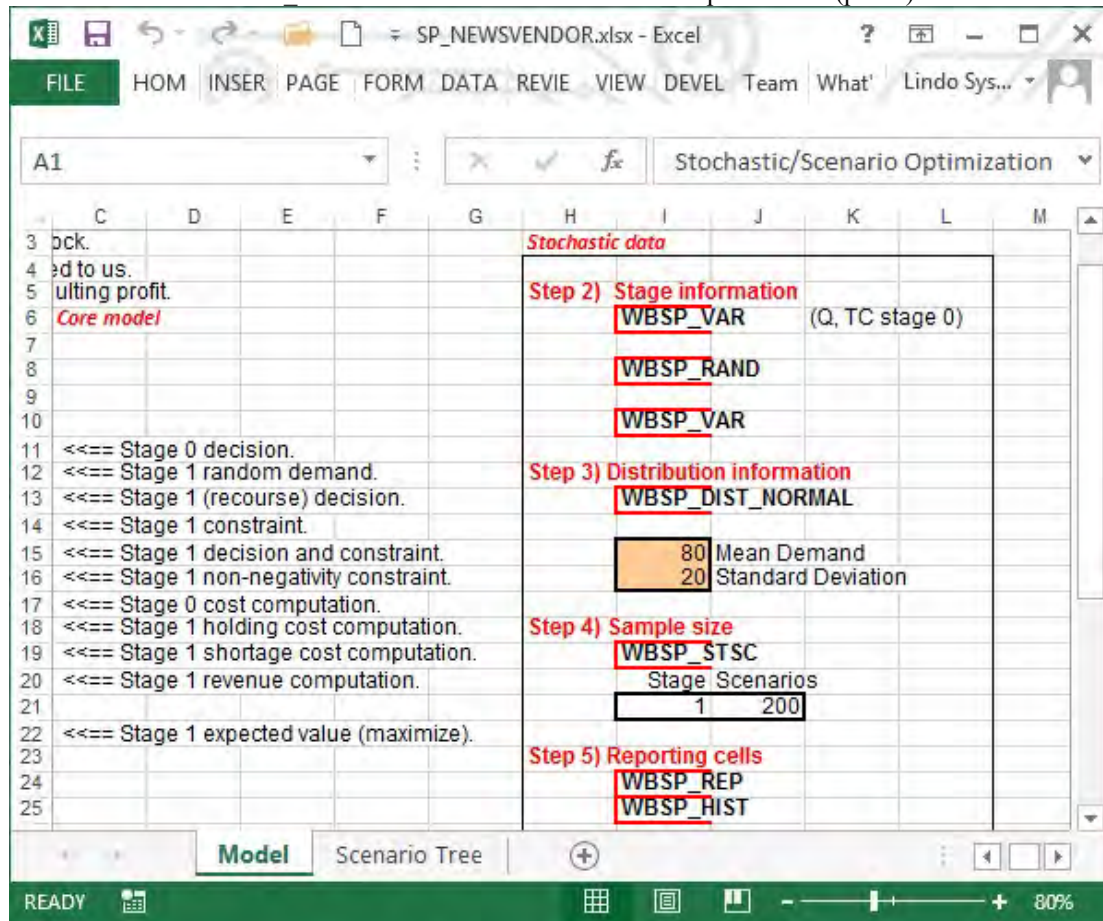 SP_NEWSVENDOR.xlsx - Excel
FILE HOM INSER PAGE FORM DATA REVIE VIEW DEVEL Team What' Lindo Sys...
A1 fx Stochastic/Scenario Optimization
C D E F G H I J K L M
3 ock. Stochastic data
4 ed to us.
5 ulting profit. Step 2) Stage information
6 Core model WBSP_VAR (Q, TC stage 0)
7
8 WBSP_RAND
9
10 WBSP_VAR
11 <<== Stage 0 decision.
12 <<== Stage 1 random demand. Step 3) Distribution information
13 <<== Stage 1 (recourse) decision. WBSP_DIST_NORMAL
14 <<== Stage 1 constraint.
15 <<== Stage 1 decision and constraint. 80 Mean Demand
16 <<== Stage 1 non-negativity constraint. 20 Standard Deviation
17 <<== Stage 0 cost computation.
18 <<== Stage 1 holding cost computation. Step 4) Sample size
19 <<== Stage 1 shortage cost computation. WBSP_STSC
20 <<== Stage 1 revenue computation. Stage Scenarios
21 1 200
22 <<== Stage 1 expected value (maximize).
23 Step 5) Reporting cells
24 WBSP_REP
25 WBSP_HIST
Model Scenario Tree
READY 80%